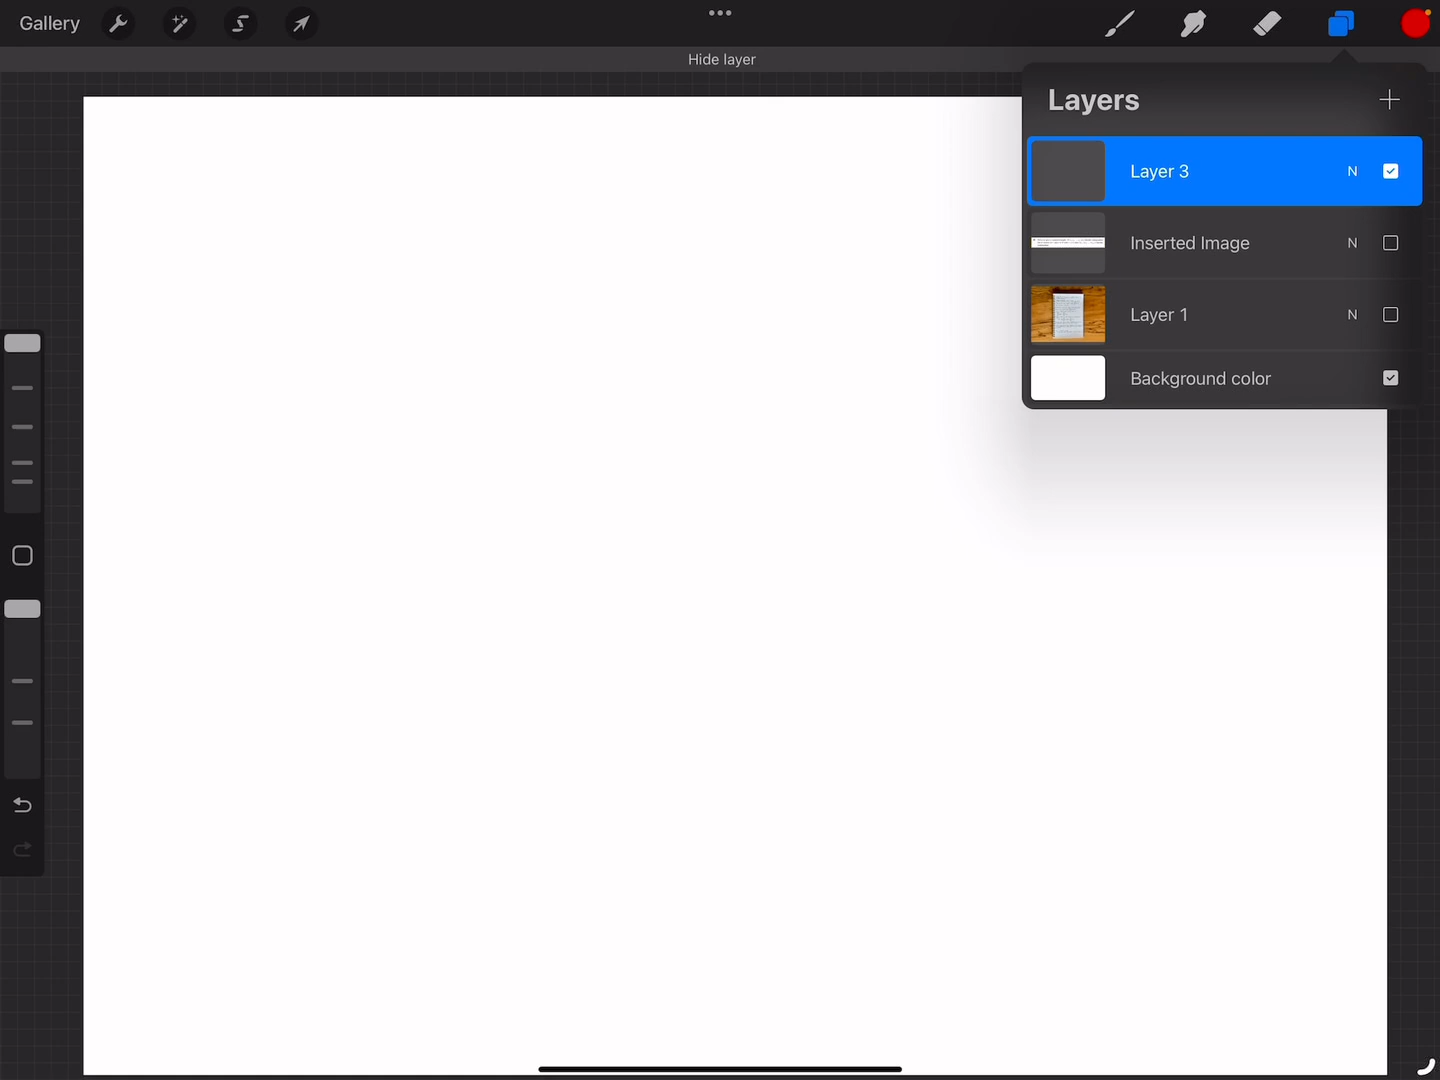 Gallery
Hide layer
Layers
Layer 3 N
Inserted Image N
Layer 1 N
Background color